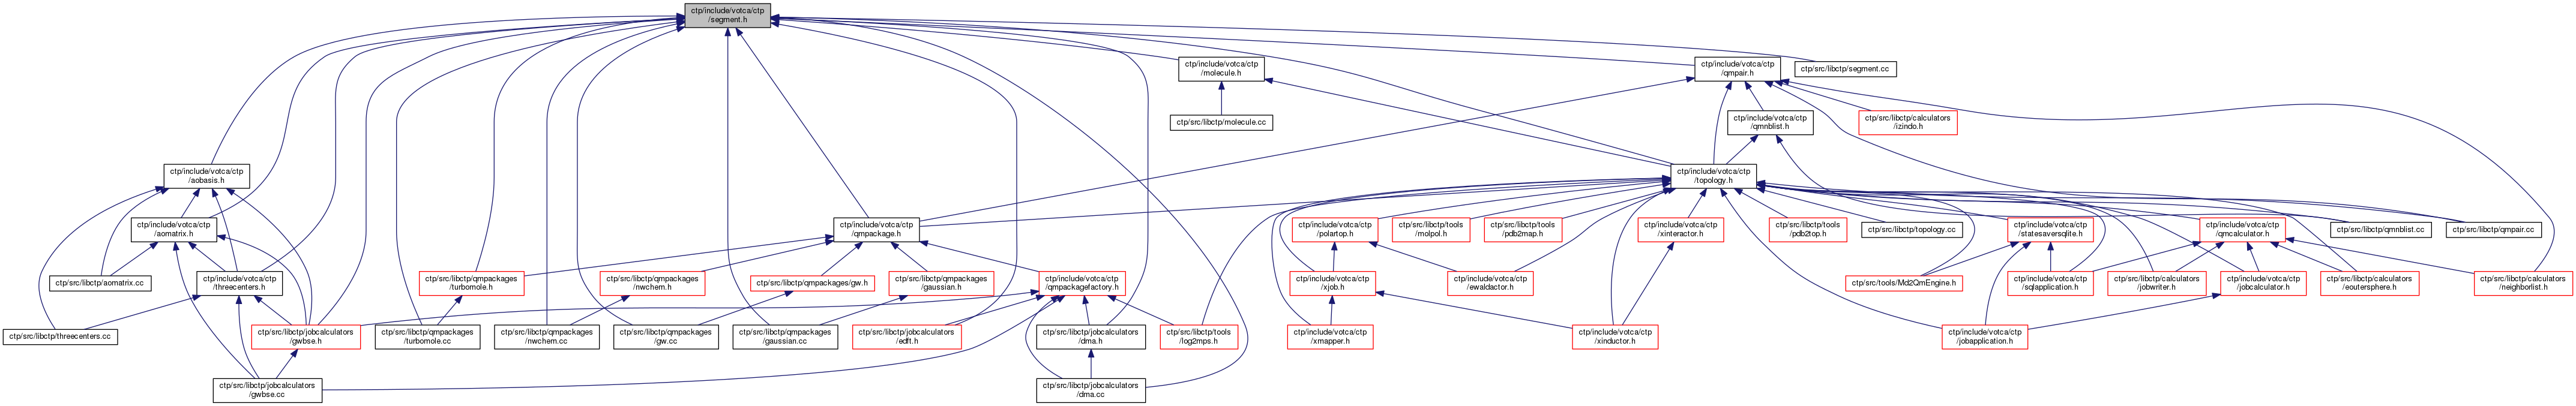 ctp/include/votca/ctp
/segment.h
ctp/include/votca/ctp
/molecule.h
ctp/include/votca/ctp
/qmpair.h
ctp/src/libctp/segment.cc
ctp/src/libctp/molecule.cc
ctp/include/votca/ctp
/qmnblist.h
ctp/src/libctp/calculators
/izindo.h
ctp/include/votca/ctp
/aobasis.h
ctp/include/votca/ctp
/topology.h
ctp/include/votca/ctp
/aomatrix.h
ctp/include/votca/ctp
/qmpackage.h
ctp/include/votca/ctp
/polartop.h
ctp/src/libctp/tools
/molpol.h
ctp/src/libctp/tools
/pdb2map.h
ctp/include/votca/ctp
/xinteractor.h
ctp/src/libctp/tools
/pdb2top.h
ctp/src/libctp/topology.cc
ctp/include/votca/ctp
/statesaversqlite.h
ctp/include/votca/ctp
/qmcalculator.h
ctp/src/libctp/qmnblist.cc
ctp/src/libctp/qmpair.cc
ctp/src/libctp/aomatrix.cc
ctp/include/votca/ctp
/threecenters.h
ctp/src/libctp/qmpackages
/turbomole.h
ctp/src/libctp/qmpackages
/nwchem.h
ctp/src/libctp/qmpackages/gw.h
ctp/src/libctp/qmpackages
/gaussian.h
ctp/include/votca/ctp
/qmpackagefactory.h
ctp/include/votca/ctp
/xjob.h
ctp/include/votca/ctp
/ewaldactor.h
ctp/src/tools/Md2QmEngine.h
ctp/include/votca/ctp
/sqlapplication.h
ctp/src/libctp/calculators
/jobwriter.h
ctp/include/votca/ctp
/jobcalculator.h
ctp/src/libctp/calculators
/eoutersphere.h
ctp/src/libctp/calculators
/neighborlist.h
ctp/src/libctp/threecenters.cc
ctp/src/libctp/jobcalculators
/gwbse.h
ctp/src/libctp/qmpackages
/turbomole.cc
ctp/src/libctp/qmpackages
/nwchem.cc
ctp/src/libctp/qmpackages
/gw.cc
ctp/src/libctp/qmpackages
/gaussian.cc
ctp/src/libctp/jobcalculators
/edft.h
ctp/src/libctp/jobcalculators
/dma.h
ctp/src/libctp/tools
/log2mps.h
ctp/include/votca/ctp
/xmapper.h
ctp/include/votca/ctp
/xinductor.h
ctp/include/votca/ctp
/jobapplication.h
ctp/src/libctp/jobcalculators
/gwbse.cc
ctp/src/libctp/jobcalculators
/dma.cc